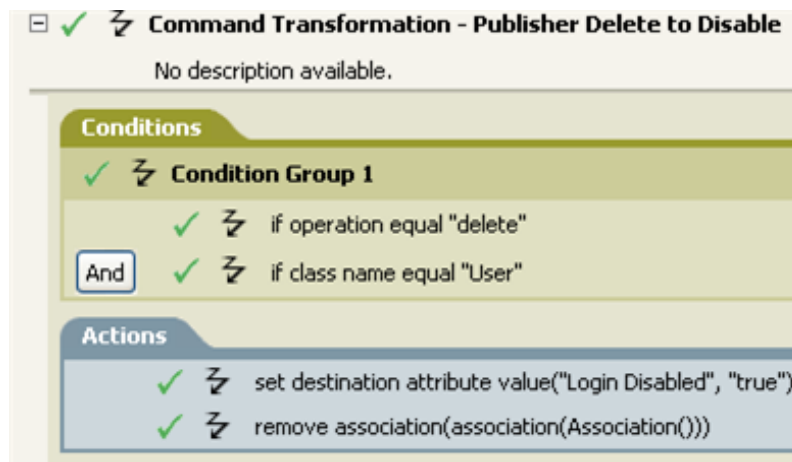 Command Transformation - Publisher Delete to Disable
No description available.
Conditions
Condition Group 1
if operation equal "delete"
And if class name equal "User"
Actions
set destination attribute value("Login Disabled", "true")
remove association(association(Association()))